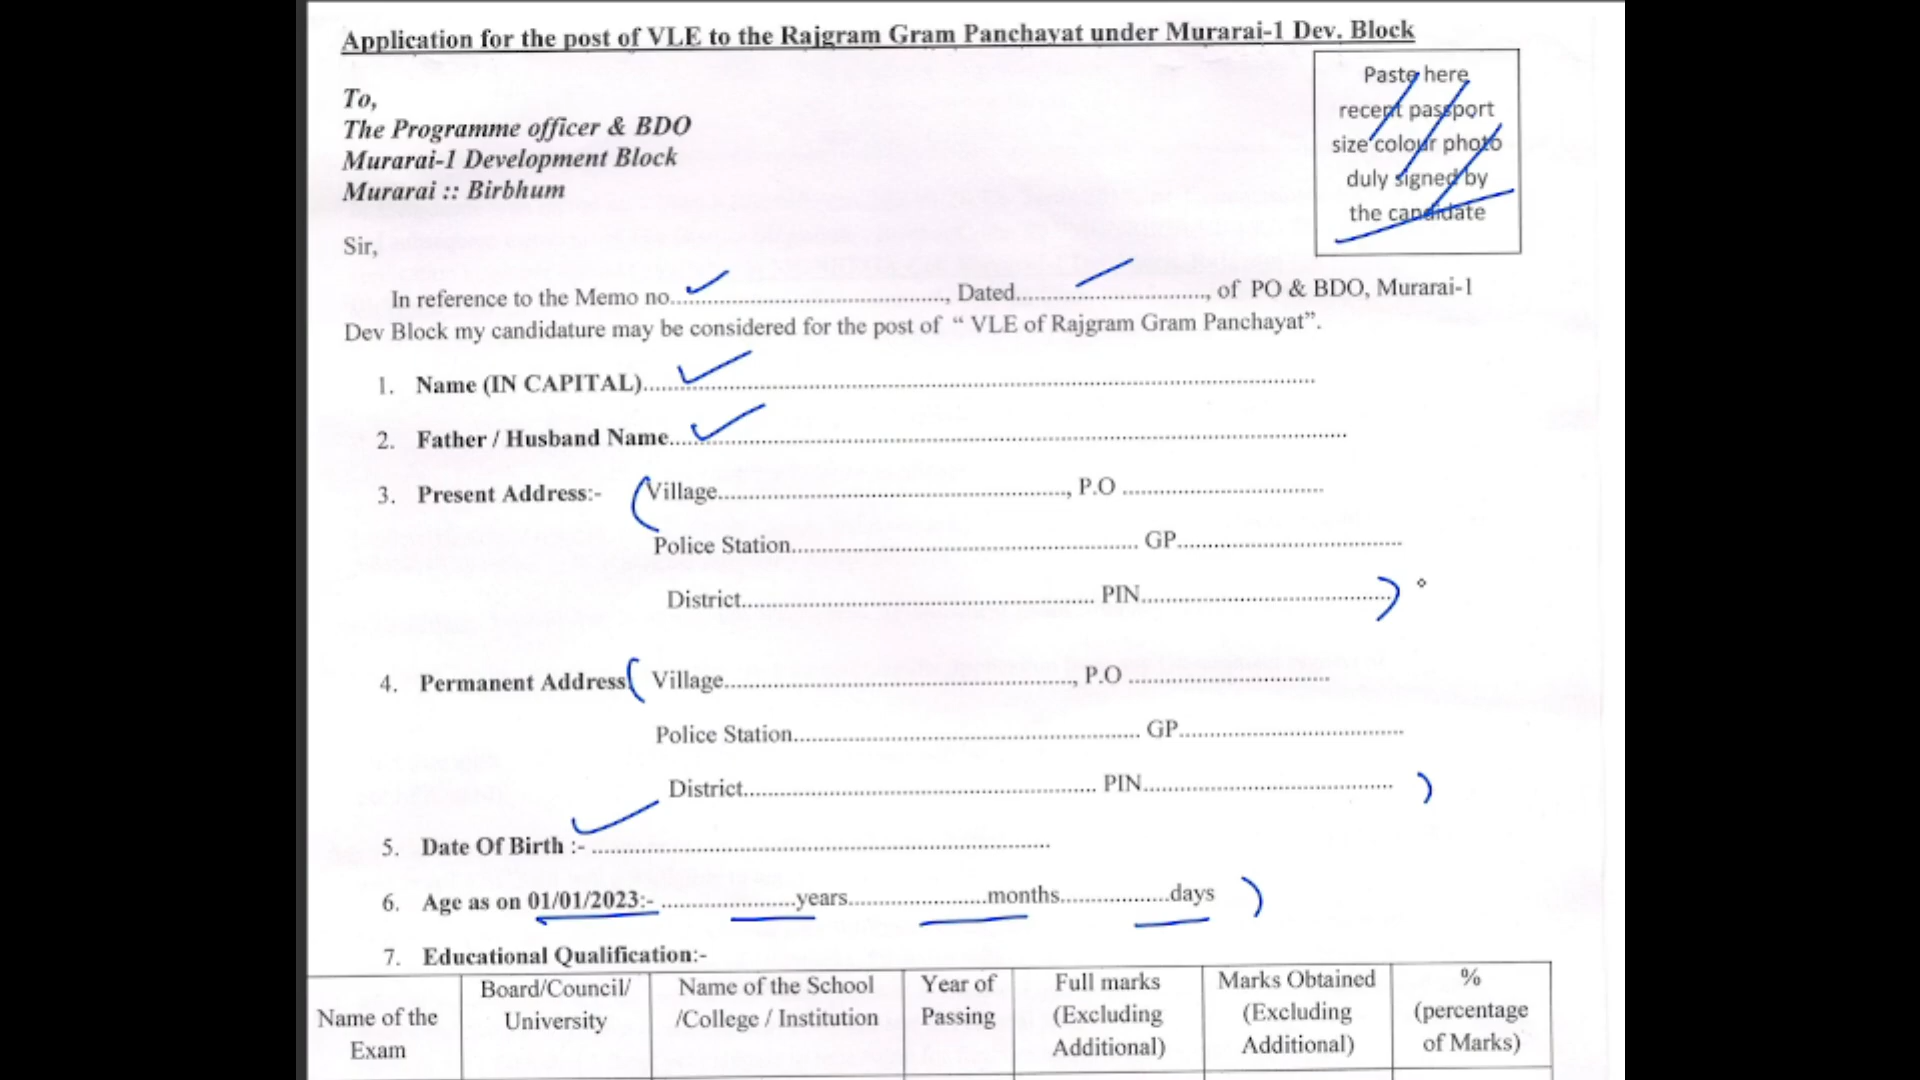 Application for the post of VLE to the Rajgram Gram Panchayat under Murarai-1 Dev. Block
Paste here
recent passport
size colour photo
duly signed by
the candidate
To,
The Programme officer & BDO
Murarai-1 Development Block
Murarai :: Birbhum
Sir,
In reference to the Memo no..............................................., Dated..................................., of PO & BDO, Murarai-1
Dev Block my candidature may be considered for the post of “ VLE of Rajgram Gram Panchayat”.
1. Name (IN CAPITAL)..........................................................................................
2. Father / Husband Name..........................................................................................
3. Present Address:- Village..............................................................., P.O ....................................
Police Station.............................................................. GP........................................
District.............................................................. PIN............................................
4. Permanent Address Village..............................................................., P.O ....................................
Police Station.............................................................. GP........................................
District.............................................................. PIN............................................
5. Date Of Birth :- ...................................................................................
6. Age as on 01/01/2023:- ........................years.........................months....................days
7. Educational Qualification:-
Name of the Exam
Board/Council/ University
Name of the School /College / Institution
Year of Passing
Full marks (Excluding Additional)
Marks Obtained (Excluding Additional)
% (percentage of Marks)